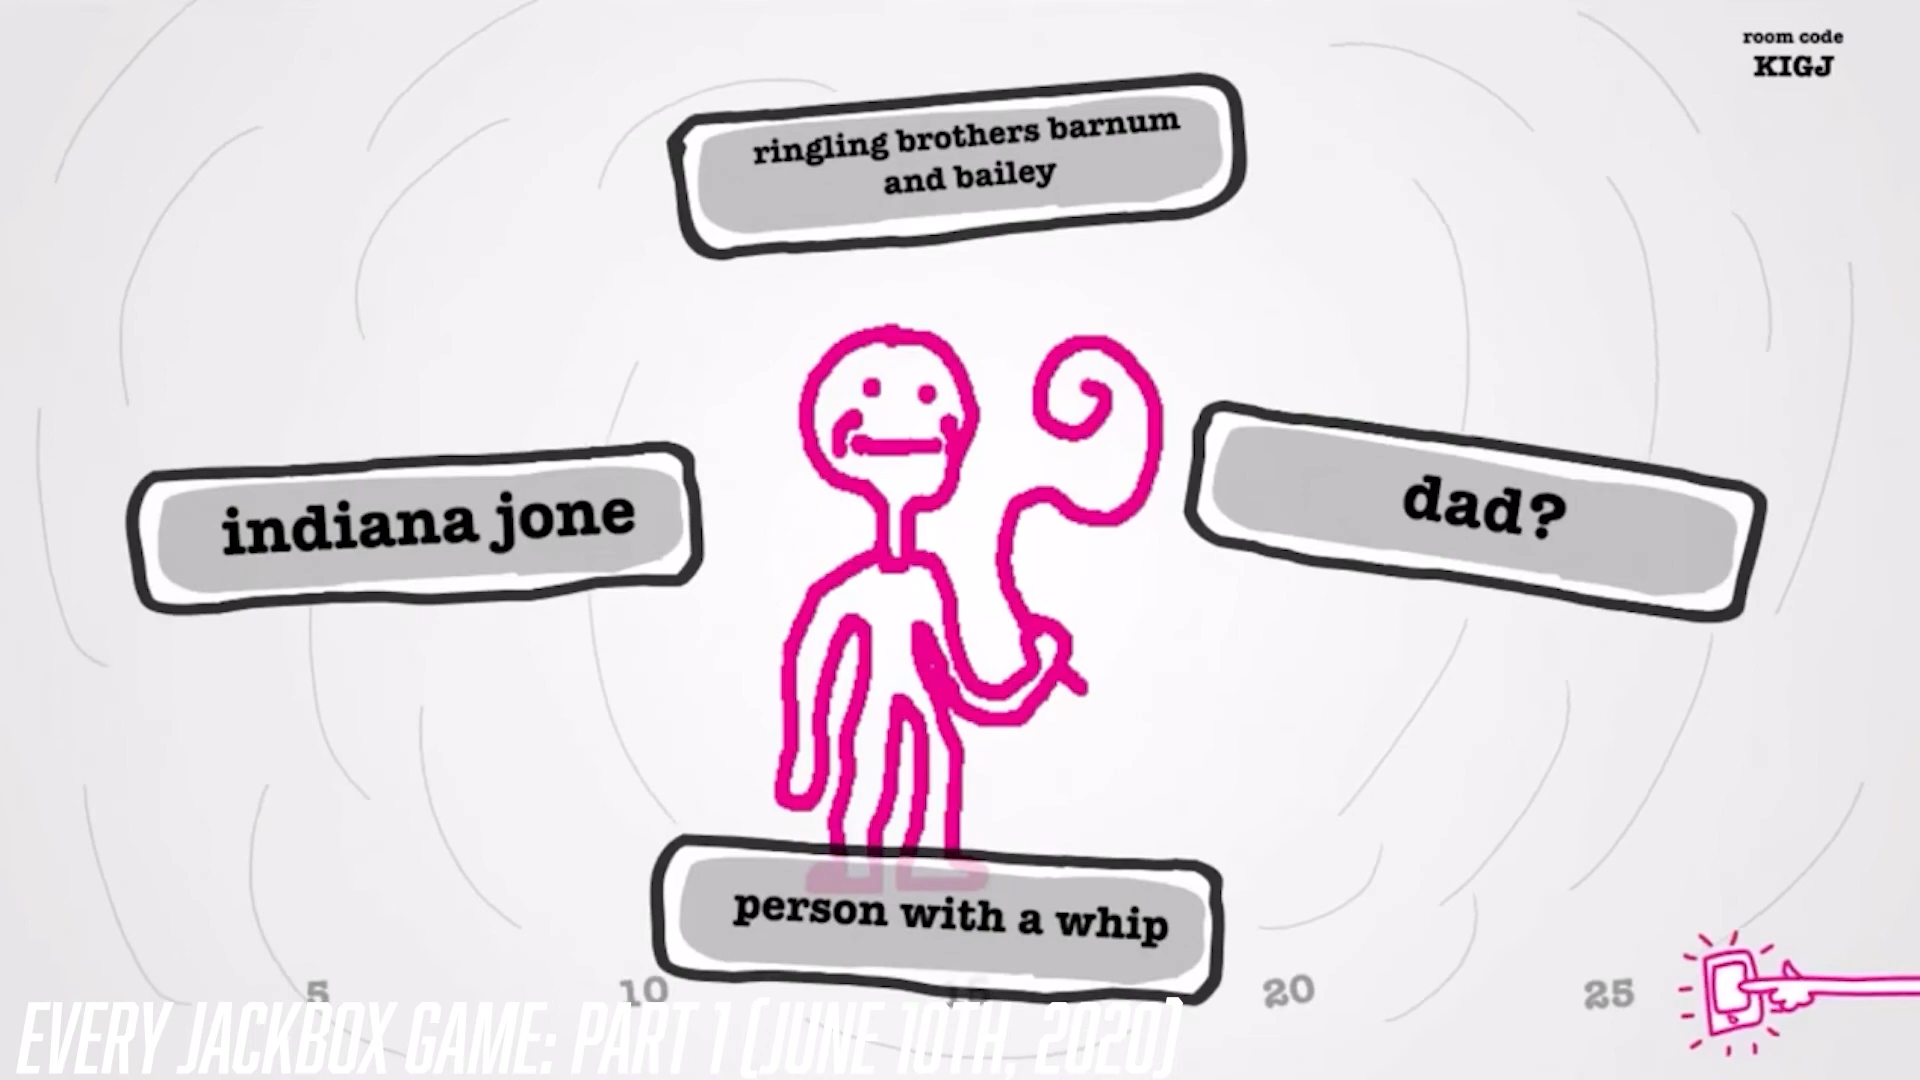 room code
KIGJ
ringling brothers barnum
and bailey
indiana jone
dad?
person with a whip
5
10
15
20
25
EVERY JACKBOX GAME: PART 1 (JUNE 10TH, 2020)